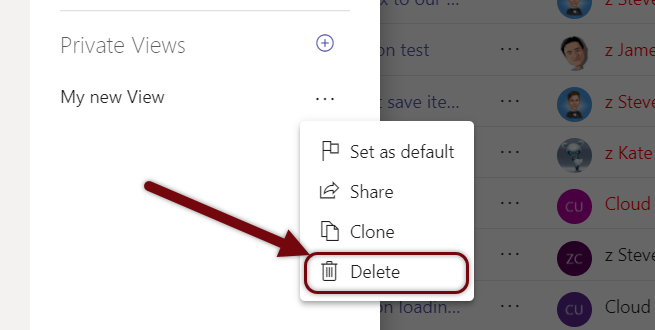 x to our ...
z Steve
Private Views
on test ... z Jame
My new View ...
t save ite... ... z Steve
Set as default
... z Kate
Share
... CU Cloud
Clone
... ZC z Steve
Delete
on loadin... ... CU Cloud